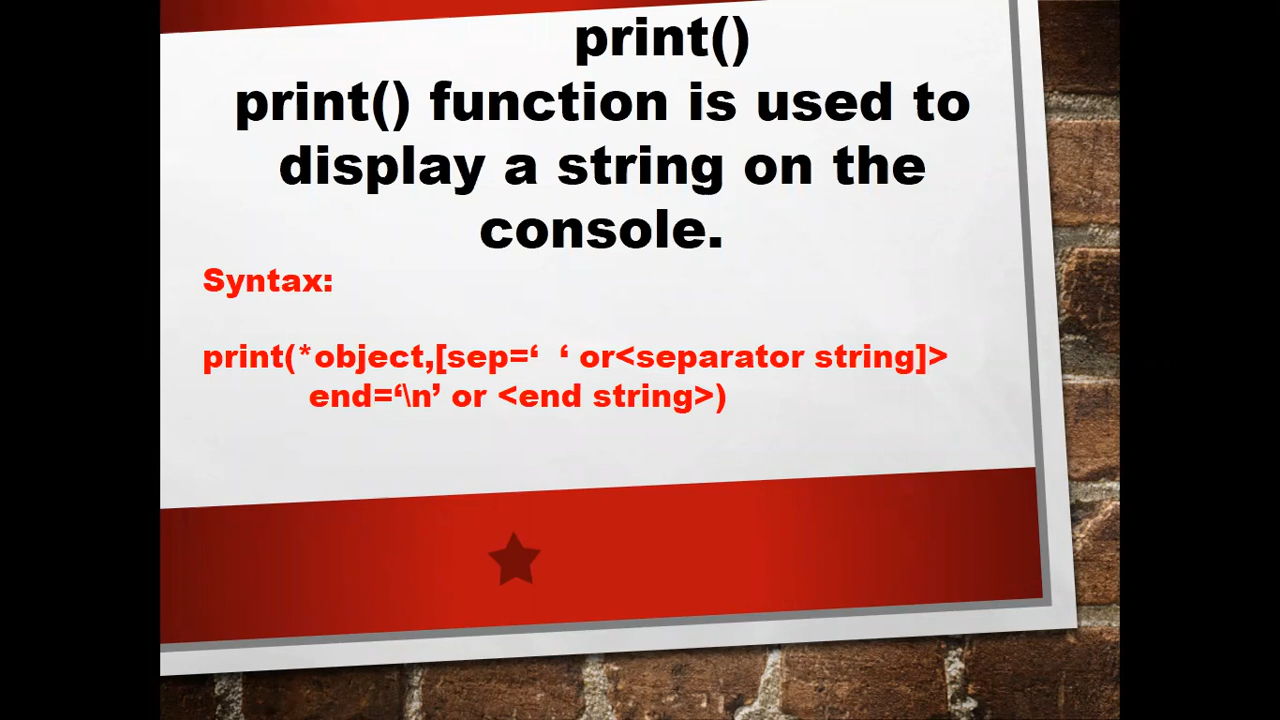 print()
print() function is used to
display a string on the
console.
Syntax:
print(*object,[sep=‘  ‘ or<separator string]>
end=‘\n’ or <end string>)